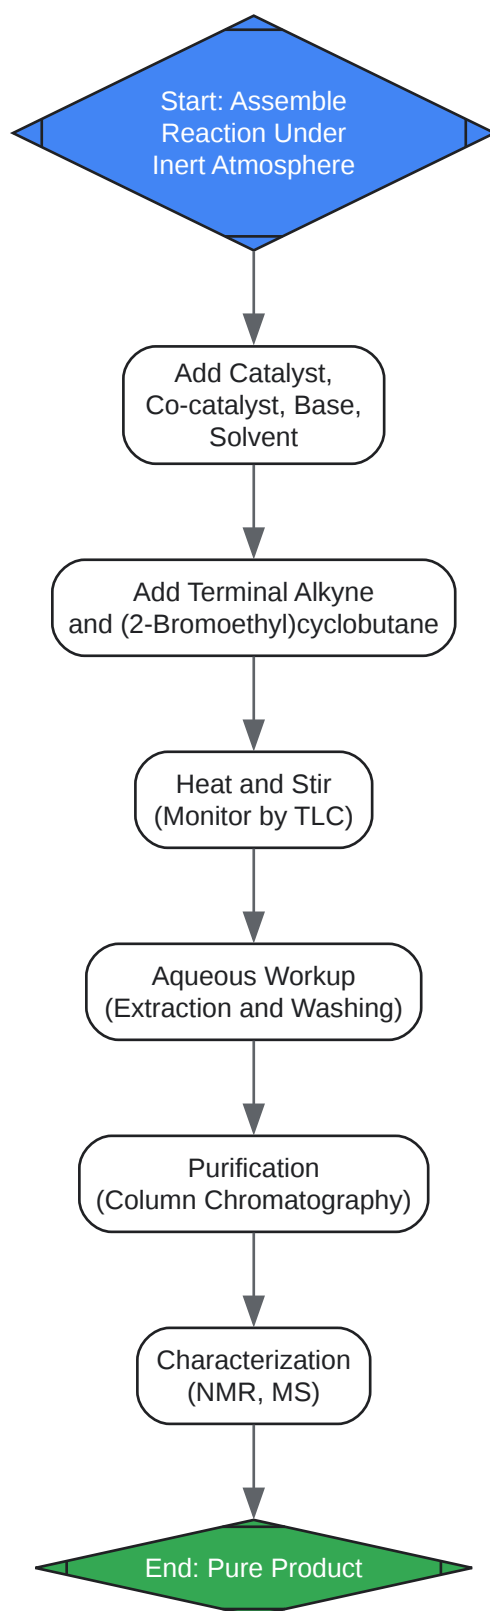 Start: Assemble
Reaction Under
Inert Atmosphere
Add Catalyst,
Co-catalyst, Base,
Solvent
Add Terminal Alkyne
and (2-Bromoethyl)cyclobutane
Heat and Stir
(Monitor by TLC)
Aqueous Workup
(Extraction and Washing)
Purification
(Column Chromatography)
Characterization
(NMR, MS)
End: Pure Product